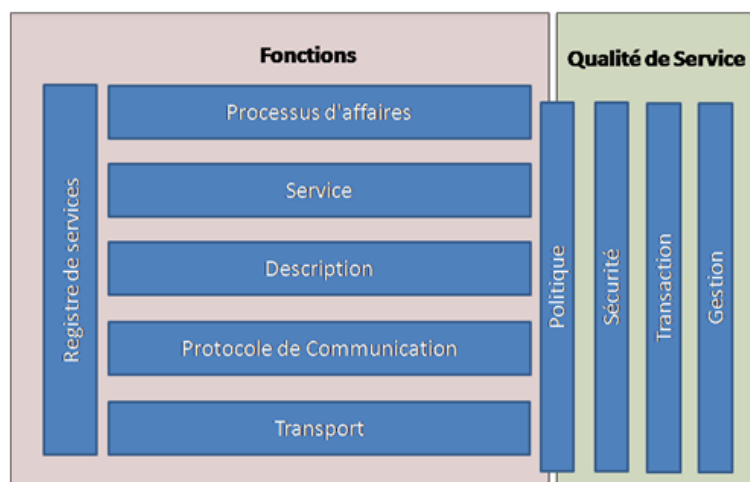 Fonctions
Qualité de Service
Registre de services
Processus d'affaires
Service
Description
Protocole de Communication
Transport
Politique
Sécurité
Transaction
Gestion